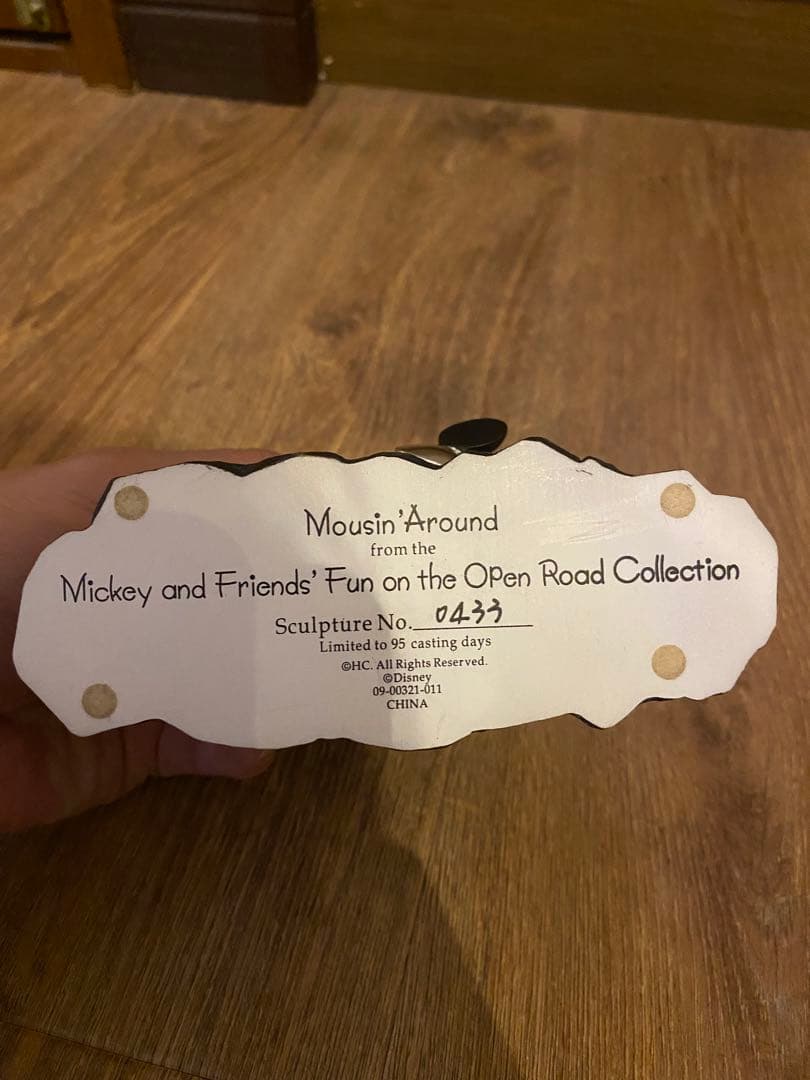 Mousin' Around
from the
Mickey and Friends' Fun on the Open Road Collection
Sculpture No. 0433
Limited to 95 casting days
©HC. All Rights Reserved.
©Disney
09-00321-011
CHINA